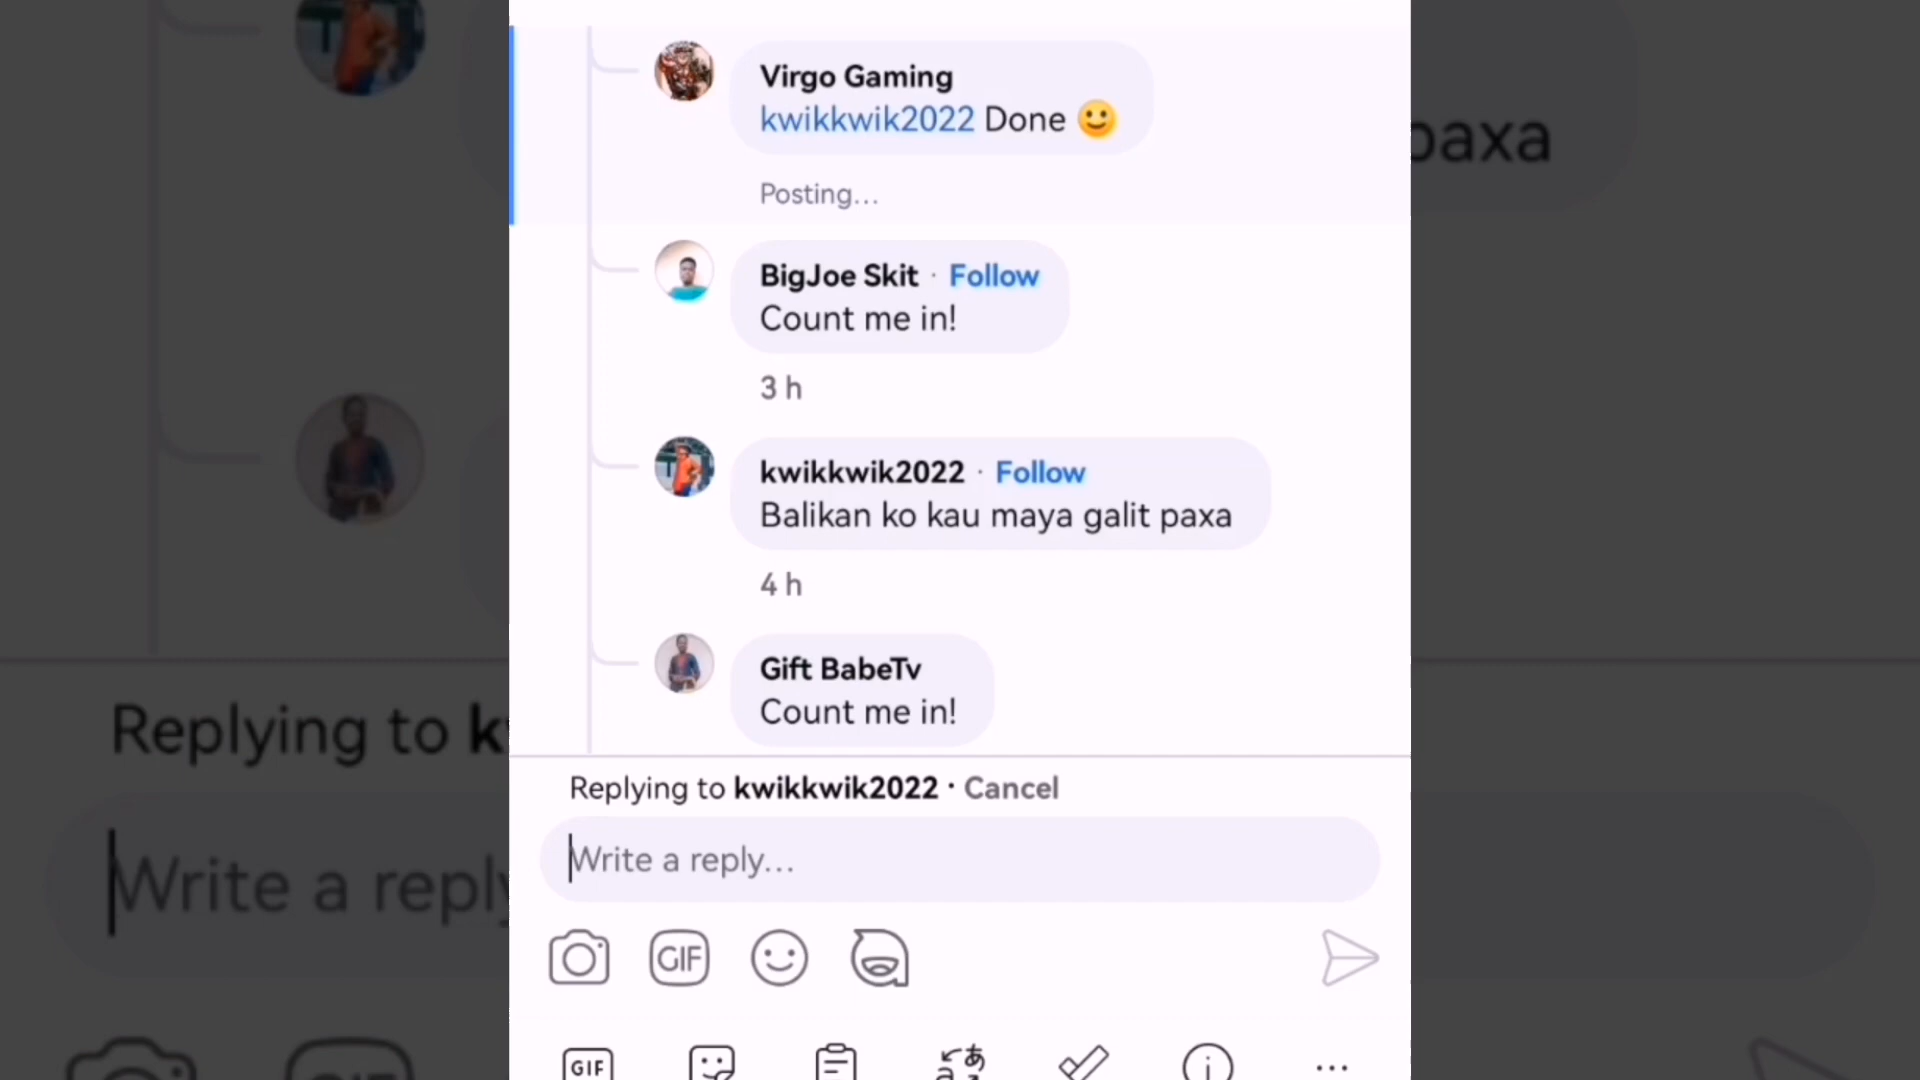 Virgo Gaming
kwikkwik2022 Done 🙂
Posting...
BigJoe Skit · Follow
Count me in!
3 h
kwikkwik2022 · Follow
Balikan ko kau maya galit paxa
4 h
Gift BabeTv
Count me in!
Replying to kwikkwik2022 · Cancel
Write a reply...
GIF
GIF
paxa
Replying to k
Write a reply